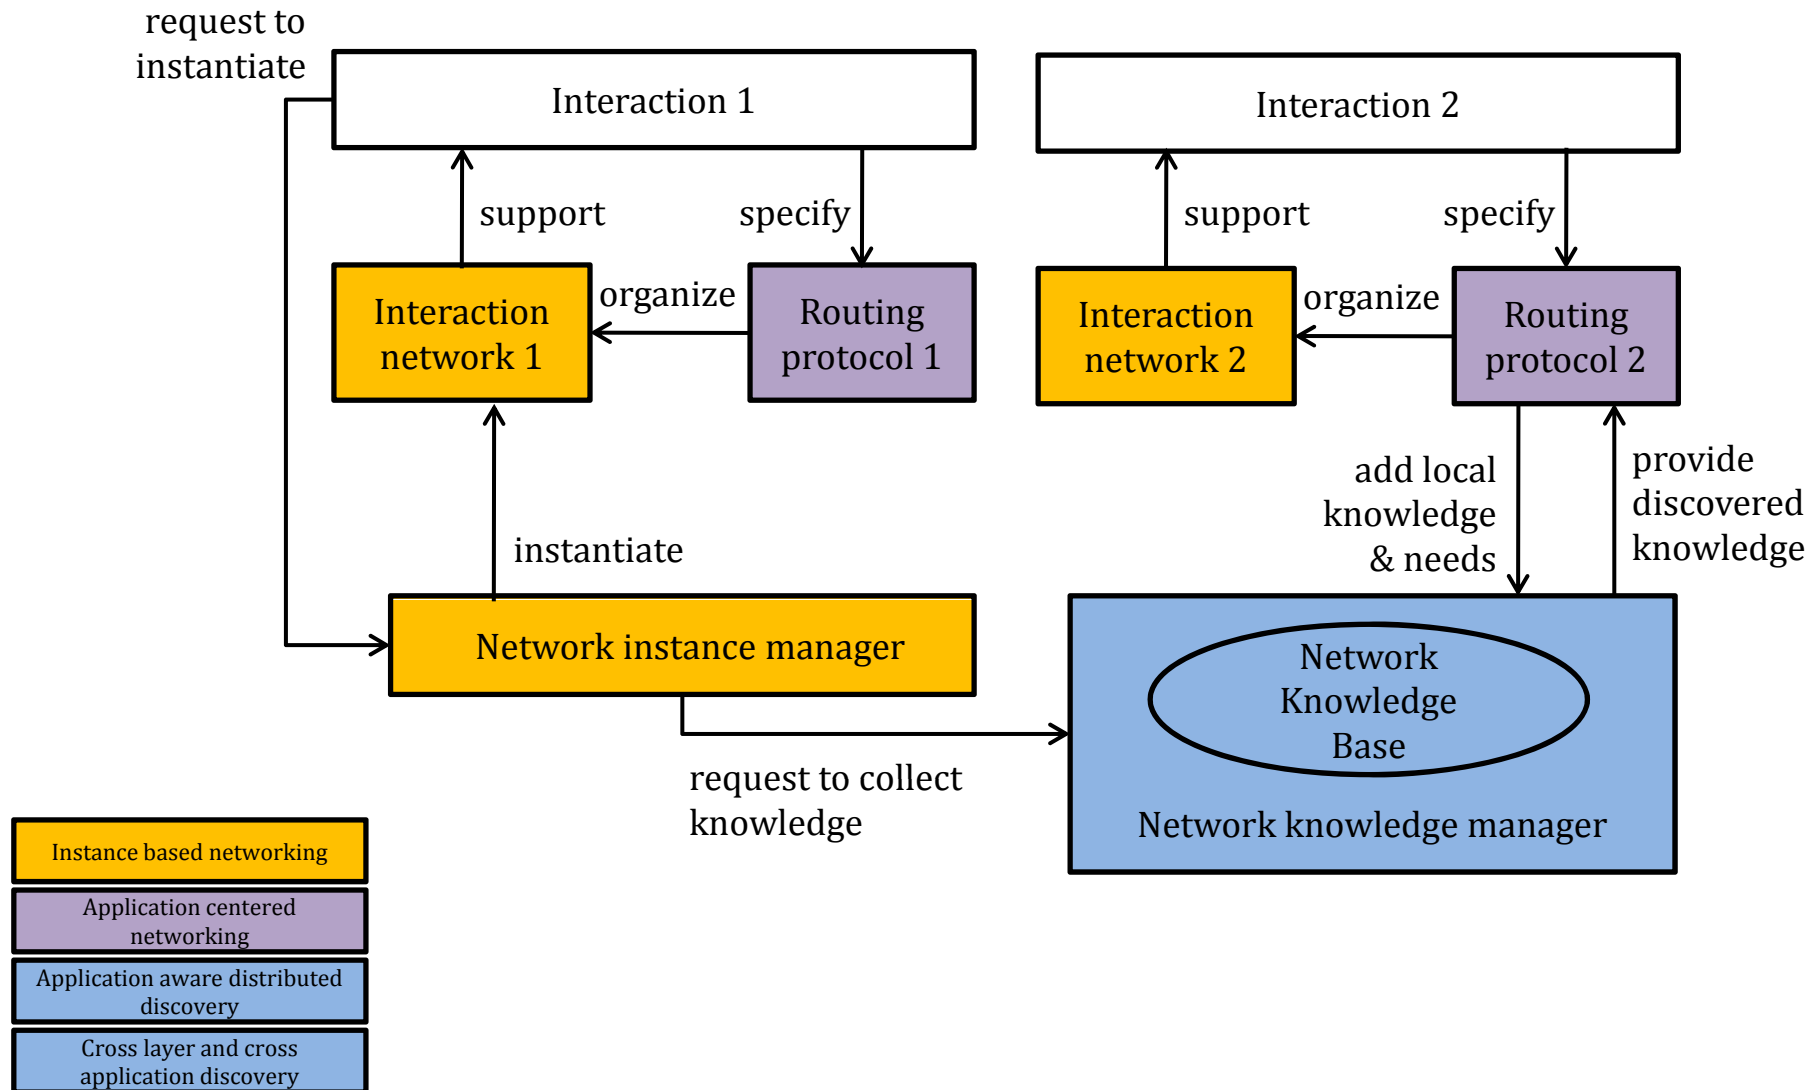 request to
instantiate
Interaction 1
Interaction 2
support
specify
support
specify
Interaction
network 1
organize
Routing
protocol 1
Interaction
network 2
organize
Routing
protocol 2
instantiate
add local
knowledge
& needs
provide
discovered
knowledge
Network instance manager
Network
Knowledge
Base
request to collect
knowledge
Network knowledge manager
Instance based networking
Application centered
networking
Application aware distributed
discovery
Cross layer and cross
application discovery